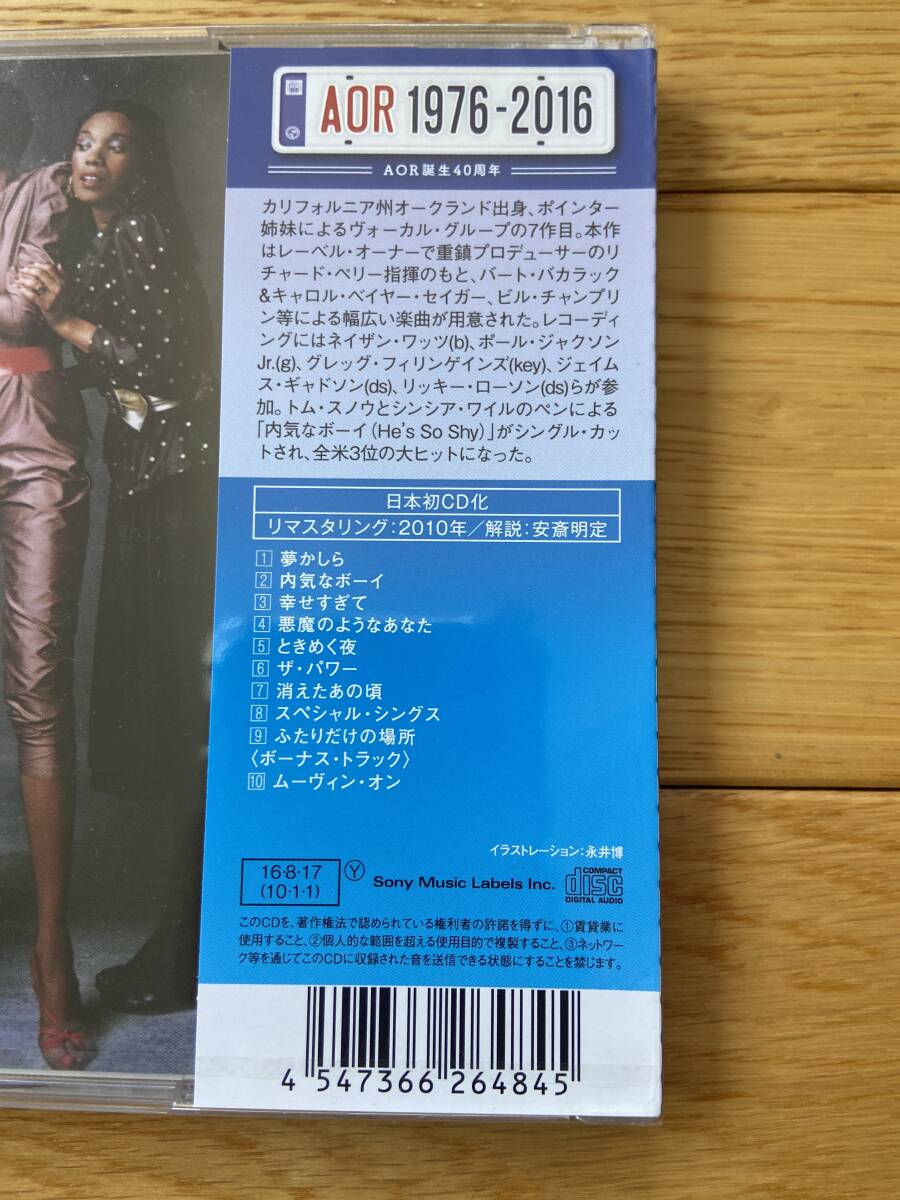 AOR 1976-2016
AOR誕生40周年
カリフォルニア州オークランド出身、ポインター
姉妹によるヴォーカル・グループの7作目。本作
はレーベル・オーナーで重鎮プロデューサーのリ
チャード・ペリー指揮のもと、バート・バカラック
&キャロル・ベイヤー・セイガー、ビル・チャンプリ
ン等による幅広い楽曲が用意された。レコーディ
ングにはネイザン・ワッツ(b)、ポール・ジャクソン
Jr.(g)、グレッグ・フィリンゲインズ(key)、ジェイム
ス・ギャドソン(ds)、リッキー・ローソン(ds)らが参
加。トム・スノウとシンシア・ワイルのペンによる
「内気なボーイ(He's So Shy)」がシングル・カッ
トされ、全米3位の大ヒットになった。
日本初CD化
リマスタリング:2010年/解説:安斎明定
1 夢かしら
2 内気なボーイ
3 幸せすぎて
4 悪魔のようなあなた
5 ときめく夜
6 ザ・パワー
7 消えたあの頃
8 スペシャル・シングス
9 ふたりだけの場所
〈ボーナス・トラック〉
10 ムーヴィン・オン
イラストレーション:永井博
16・8・17
(10・1・1)
Ⓨ Sony Music Labels Inc.
COMPACT
disc
DIGITAL AUDIO
このCDを、著作権法で認められている権利者の許諾を得ずに、①賃貸業に
使用すること、②個人的な範囲を超える使用目的で複製すること、③ネットワー
ク等を通じてこのCDに収録された音を送信できる状態にすることを禁じます。
4 547366 264845